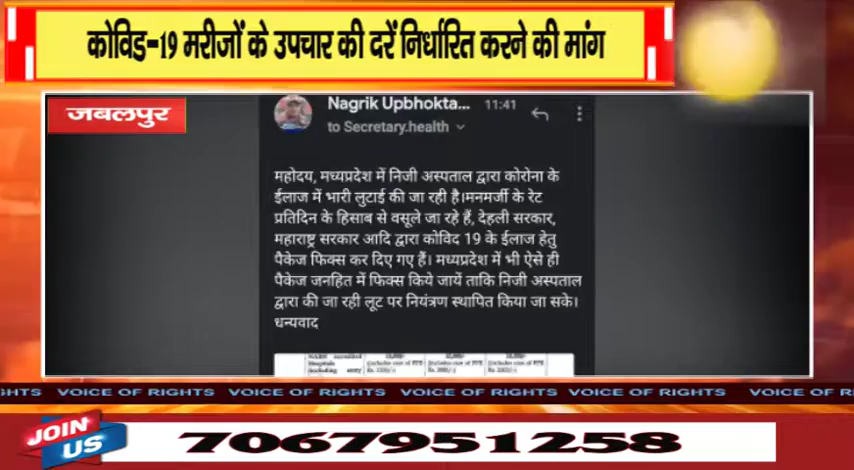 कोविड-19 मरीजों के उपचार की दरें निर्धारित करने की मांग
जबलपुर
Nagrik Upbhokta... 11:41
to Secretary.health
महोदय, मध्यप्रदेश में निजी अस्पताल द्वारा कोरोना के
ईलाज में भारी लुटाई की जा रही है।मनमर्जी के रेट
प्रतिदिन के हिसाब से वसूले जा रहे हैं, देहली सरकार,
महाराष्ट्र सरकार आदि द्वारा कोविद 19 के ईलाज हेतु
पैकेज फिक्स कर दिए गए हैं। मध्यप्रदेश में भी ऐसे ही
पैकेज जनहित में फिक्स किये जायें ताकि निजी अस्पताल
द्वारा की जा रही लूट पर नियंत्रण स्थापित किया जा सके।
धन्यवाद
GHTS VOICE OF RIGHTS VOICE OF RIGHTS VOICE OF RIGHTS VOICE OF RIGHTS VOICE OF R
JOIN US
7067951258